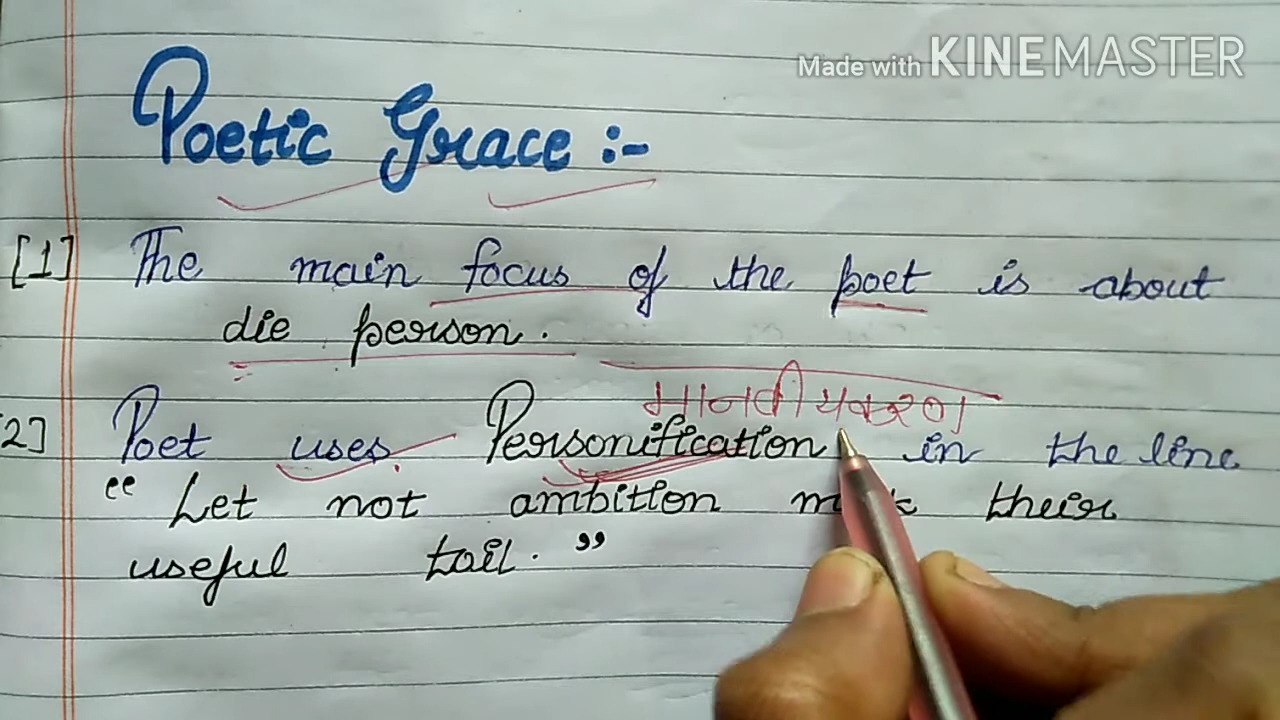 Made with KINEMASTER
Poetic Grace :-
[1] The main focus of the poet is about
die person.
मानवीयकरण
2] Poet uses Personification in the line
“ Let not ambition their
useful toil. ”